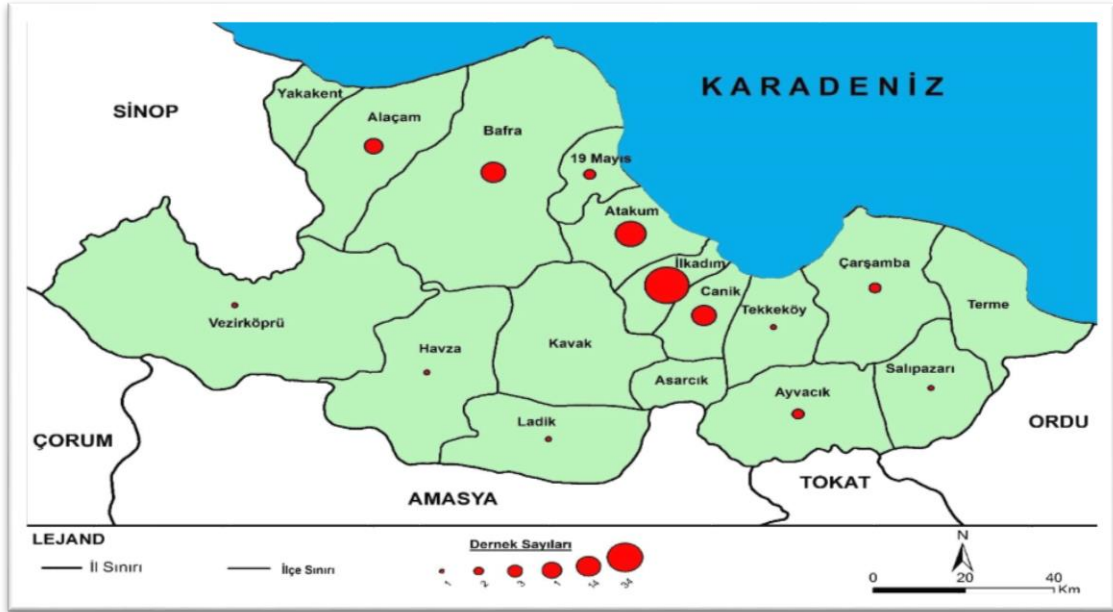 KARADENİZ
SİNOP
Yakakent
Alaçam
Bafra
19 Mayıs
Atakum
İlkadım
Canik
Çarşamba
Tekkeköy
Terme
Vezirköprü
Havza
Kavak
Asarcık
Salıpazarı
Ayvacık
Ladik
ÇORUM
ORDU
TOKAT
AMASYA
LEJAND
İl Sınırı
İlçe Sınırı
Dernek Sayıları
1 2 3 1 14 34
N
0 20 40
Km